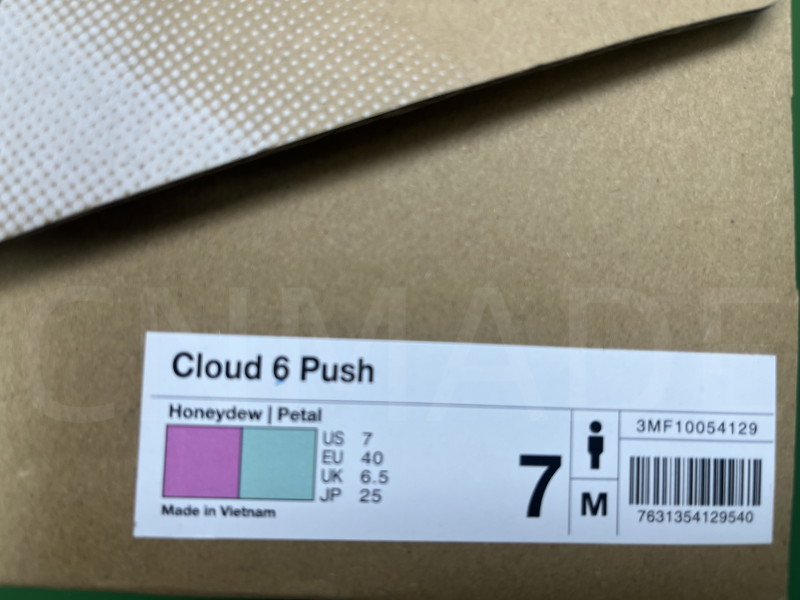 CNMADE
Cloud 6 Push
Honeydew | Petal
US 7
EU 40
UK 6.5
JP 25
Made in Vietnam
7
M
3MF10054129
7631354129540